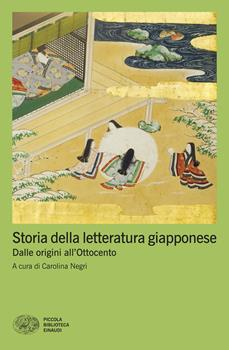 Storia della letteratura giapponese
Dalle origini all'Ottocento
A cura di Carolina Negri
PICCOLA
BIBLIOTECA
EINAUDI